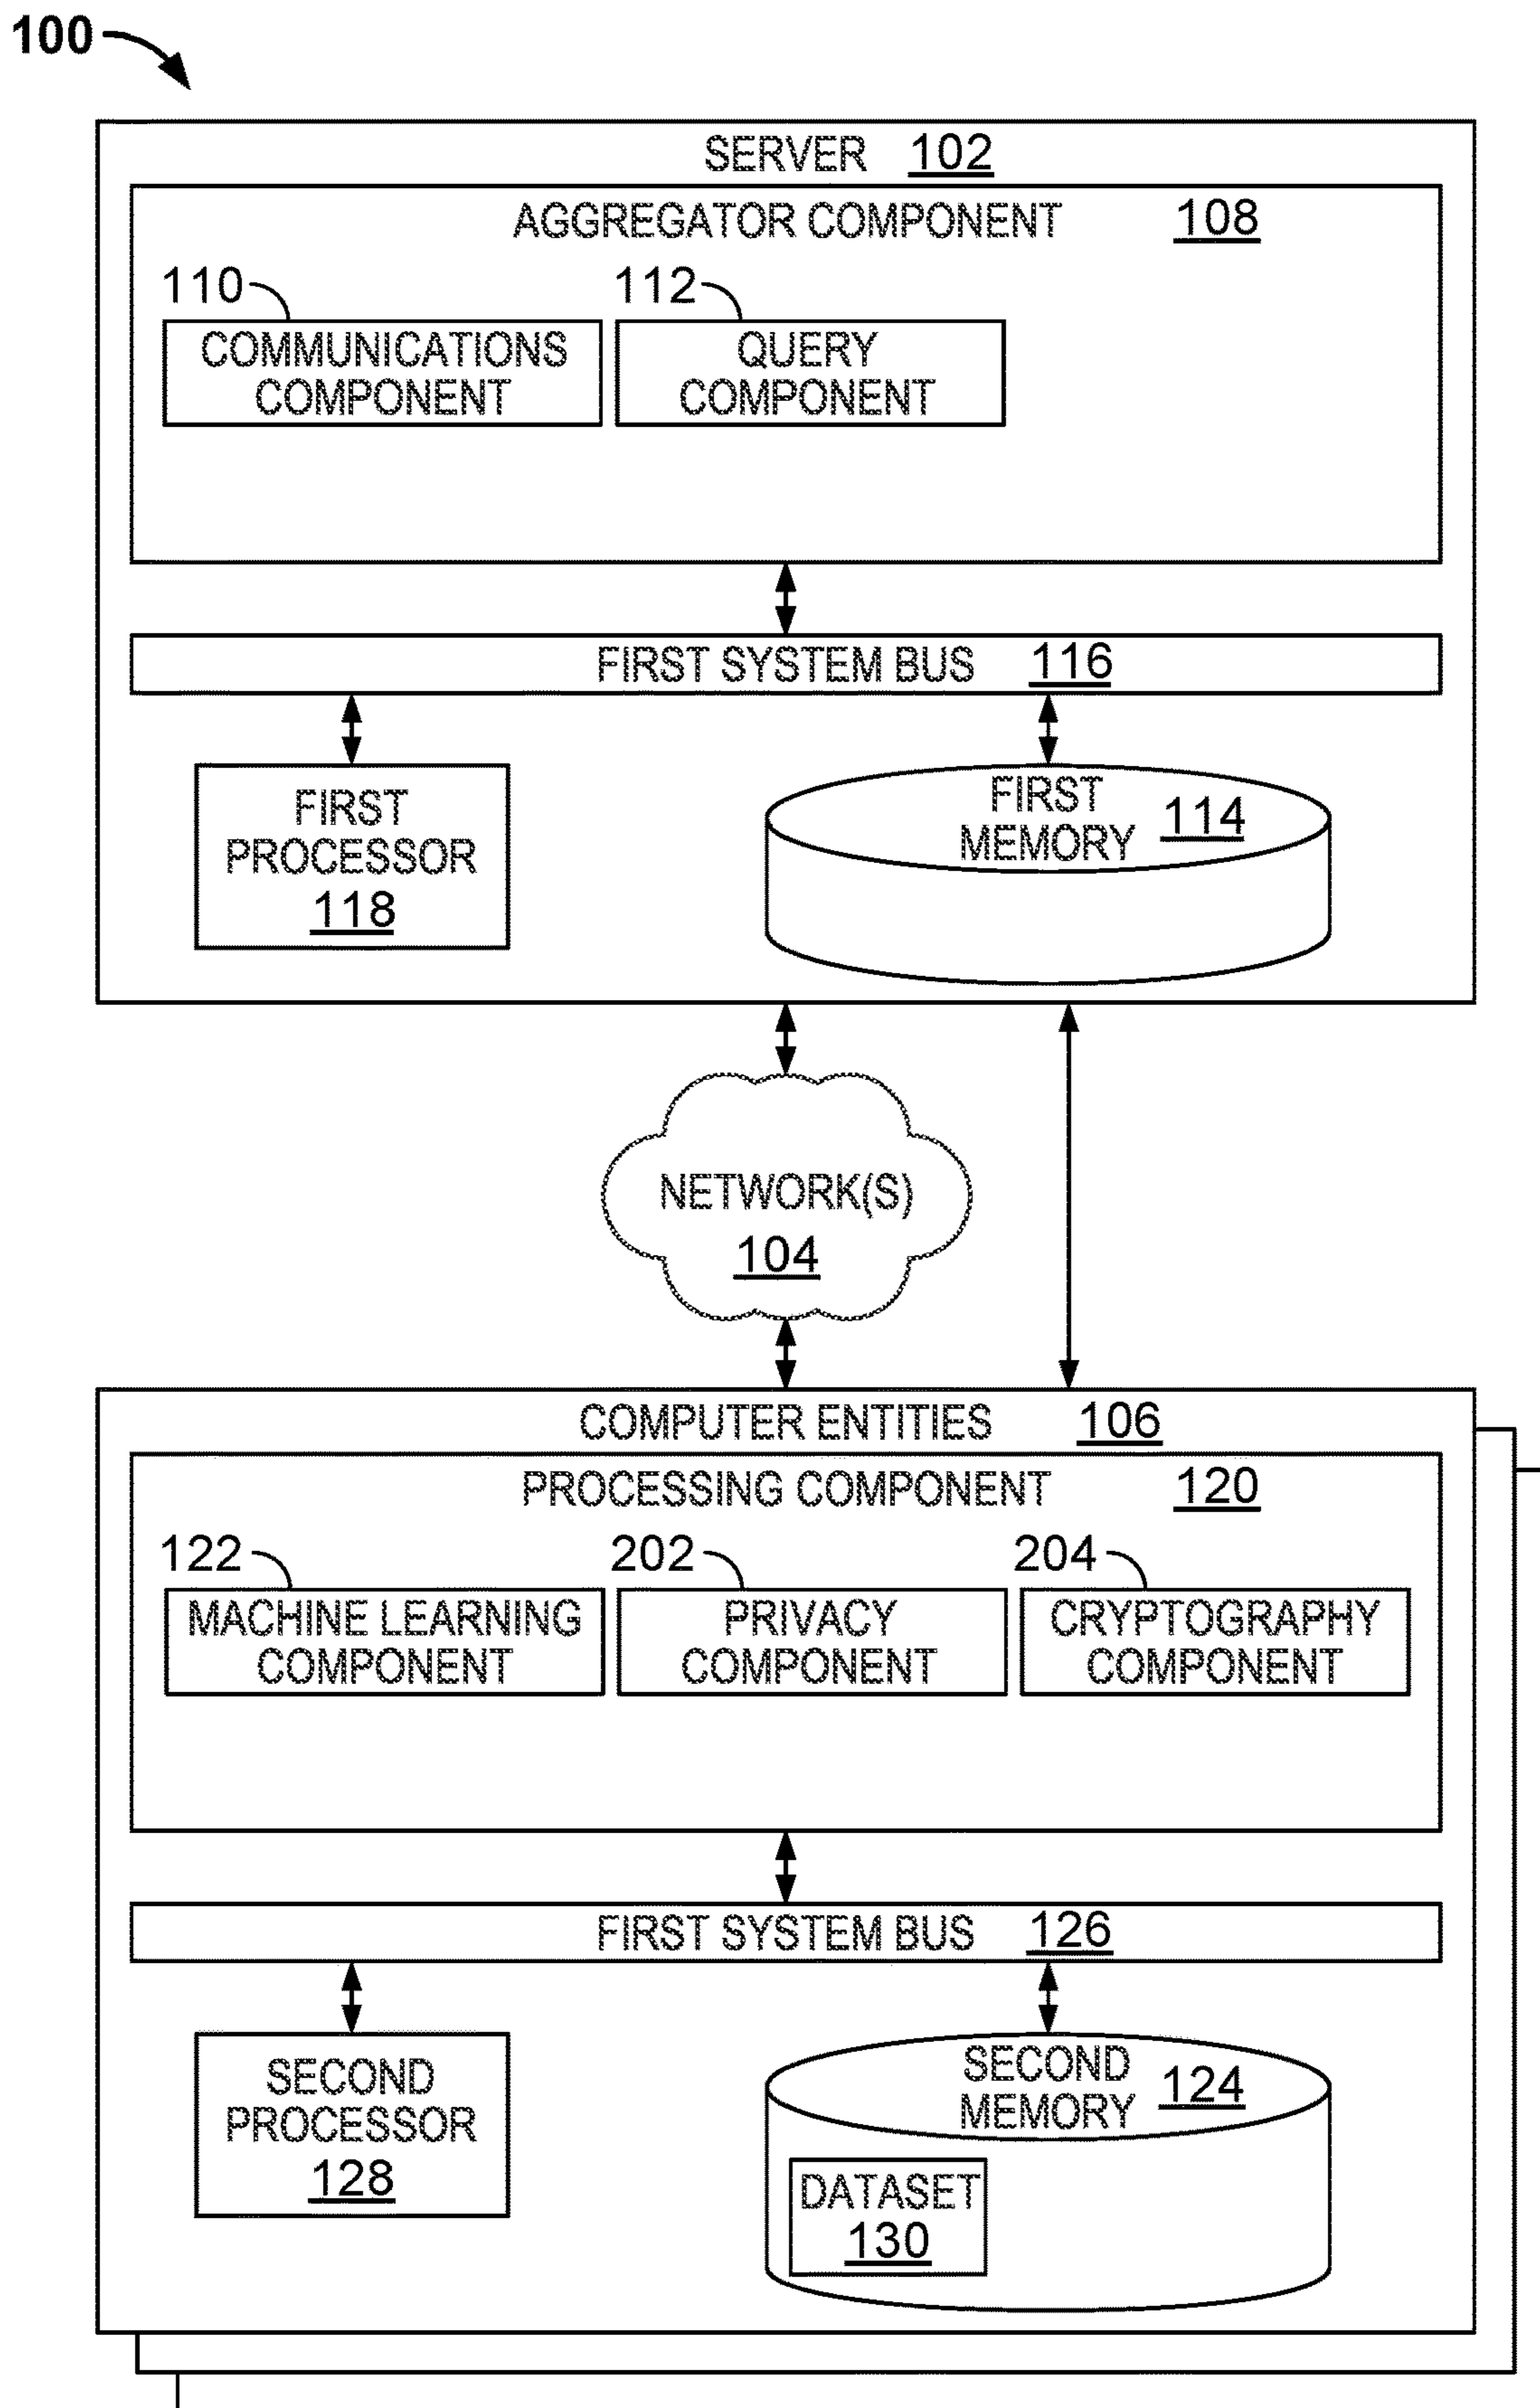 100
SERVER 102
AGGREGATOR COMPONENT 108
110
112
COMMUNICATIONS
COMPONENT
QUERY
COMPONENT
FIRST SYSTEM BUS 116
FIRST
PROCESSOR
118
FIRST
MEMORY 114
NETWORK(S)
104
COMPUTER ENTITIES 106
PROCESSING COMPONENT 120
122
202
204
MACHINE LEARNING
COMPONENT
PRIVACY
COMPONENT
CRYPTOGRAPHY
COMPONENT
FIRST SYSTEM BUS 126
SECOND
PROCESSOR
128
SECOND
MEMORY 124
DATASET
130